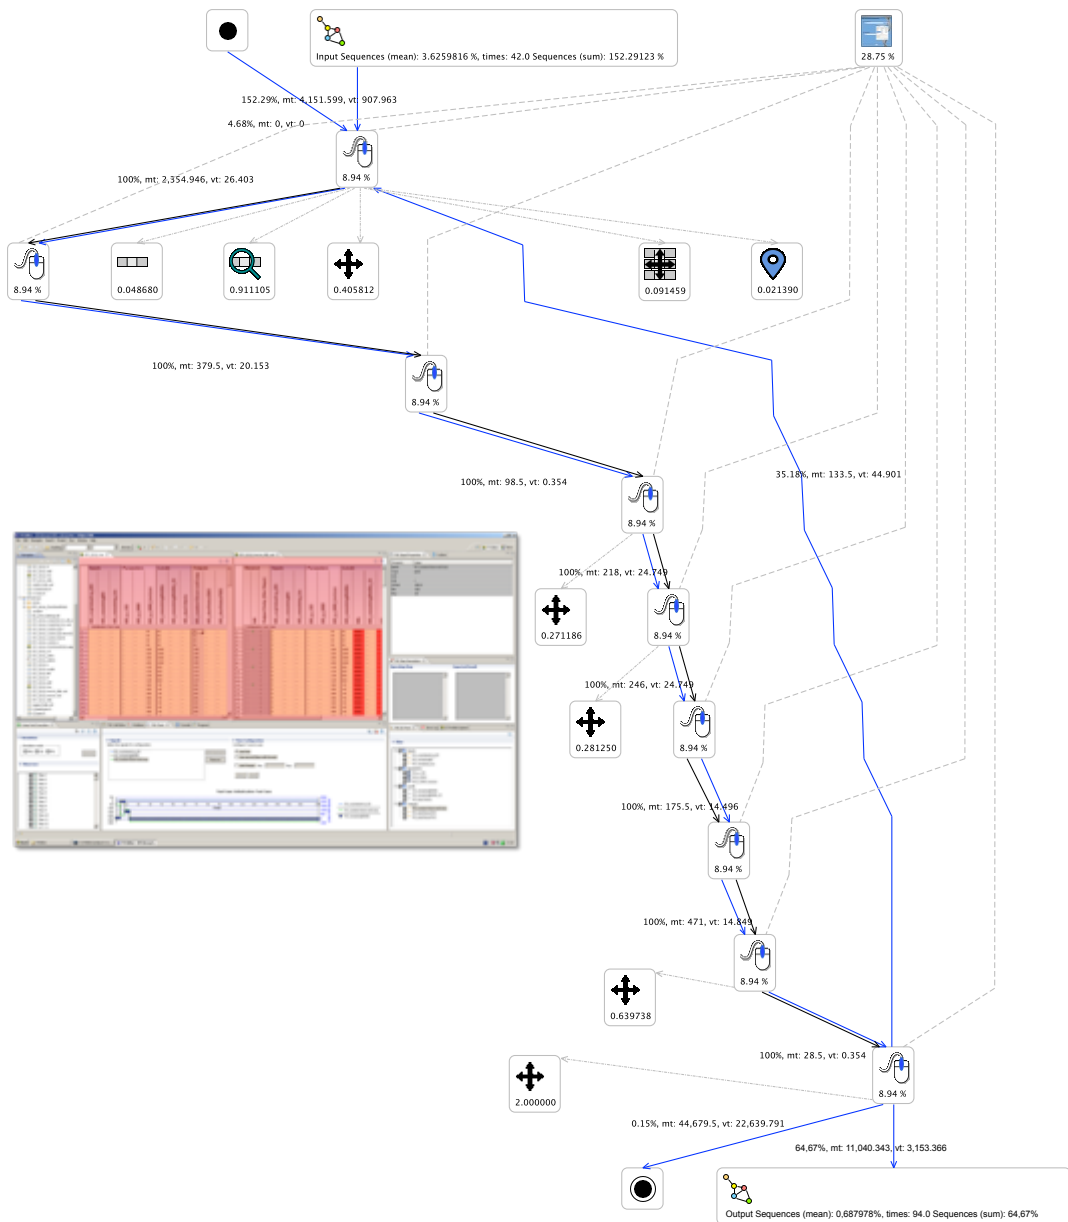 Input Sequences (mean): 3.6259816 %, times: 42.0 Sequences (sum): 152.29123 %
28.75 %
152.29%, mt: 4,151.599, vt: 907.963
4.68%, mt: 0, vt: 0
8.94 %
100%, mt: 2,354.946, vt: 26.403
8.94 %
0.048680
0.911105
0.405812
0.091459
0.021390
100%, mt: 379.5, vt: 20.153
8.94 %
100%, mt: 98.5, vt: 0.354
35.18%, mt: 133.5, vt: 44.901
8.94 %
100%, mt: 218, vt: 24.749
0.271186
8.94 %
100%, mt: 246, vt: 24.749
0.281250
8.94 %
100%, mt: 175.5, vt: 14.496
8.94 %
100%, mt: 471, vt: 14.849
8.94 %
0.639738
100%, mt: 28.5, vt: 0.354
8.94 %
2.000000
0.15%, mt: 44,679.5, vt: 22,639.791
64,67%, mt: 11,040.343, vt: 3,153.366
Output Sequences (mean): 0,687978%, times: 94.0 Sequences (sum): 64,67%